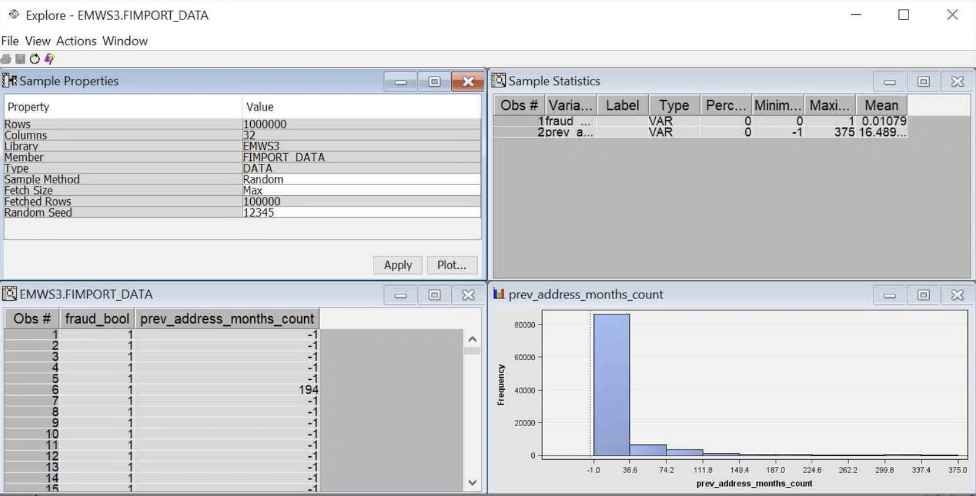 Explore - EMWS3.FIMPORT_DATA
File View Actions Window
Sample Properties
Property Value
Rows 1000000
Columns 32
Library EMWS3
Member FIMPORT_DATA
Type DATA
Sample Method Random
Fetch Size Max
Fetched Rows 100000
Random Seed 12345
Apply Plot...
Sample Statistics
Obs # Varia... Label Type Perc... Minim... Maxi... Mean
1 fraud_... VAR 0 0 1 0.01079
2 prev_a... VAR 0 -1 375 16.489...
EMWS3.FIMPORT_DATA
Obs # fraud_bool prev_address_months_count
1 1 -1
2 1 -1
3 1 -1
4 1 -1
5 1 -1
6 1 194
7 1 -1
8 1 -1
9 1 -1
10 1 -1
11 1 -1
12 1 -1
13 1 -1
14 1 -1
15 1 -1
prev_address_months_count
80000
60000
40000
20000
0
Frequency
-1.0 36.6 74.2 111.8 149.4 187.0 224.6 262.2 299.8 337.4 375.0
prev_address_months_count